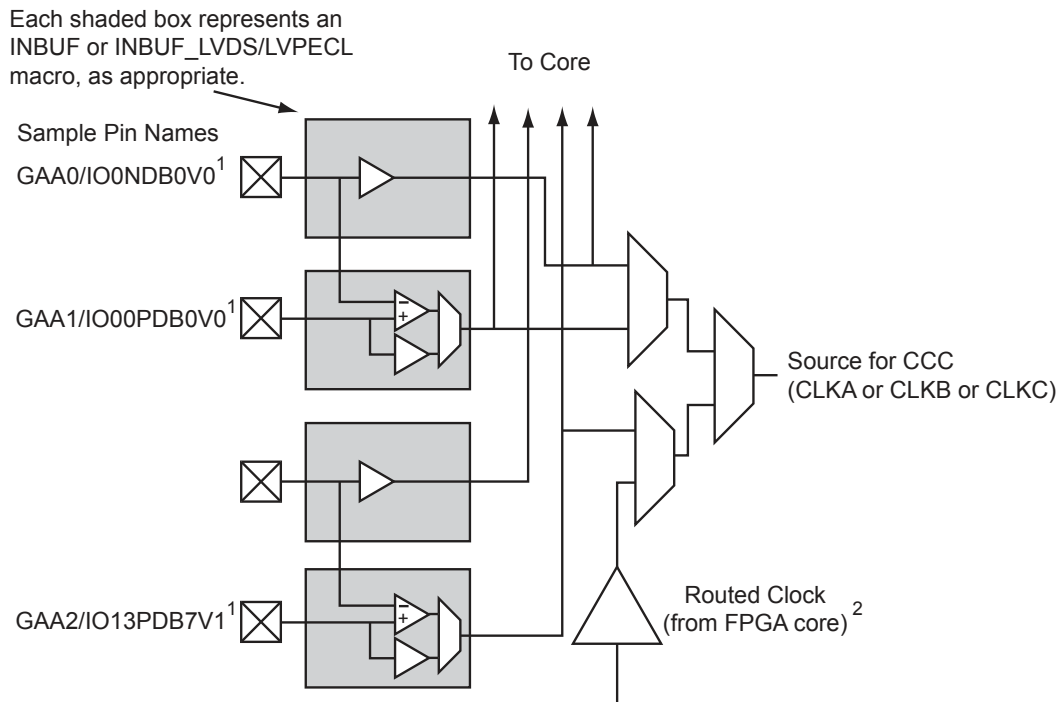 Each shaded box represents an
INBUF or INBUF_LVDS/LVPECL
macro, as appropriate.
To Core
Sample Pin Names
GAA0/IO0NDB0V0¹
GAA1/IO00PDB0V0¹
−
+
Source for CCC
(CLKA or CLKB or CLKC)
GAA2/IO13PDB7V1¹
−
+
Routed Clock
(from FPGA core) ²